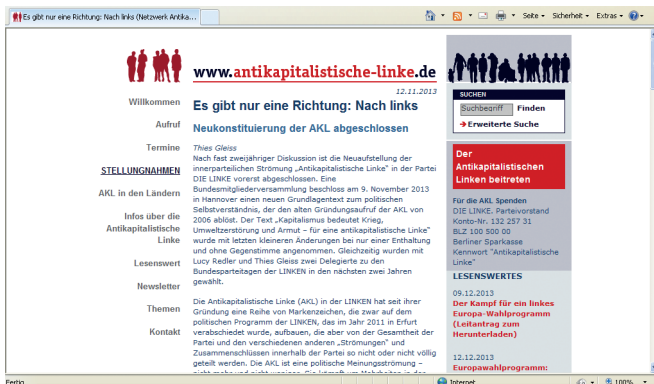 Es gibt nur eine Richtung: Nach links (Netzwerk Antika...
Seite
Sicherheit
Extras
www.antikapitalistische-linke.de
Willkommen
Aufruf
Termine
STELLUNGNAHMEN
AKL in den Ländern
Infos über die
Antikapitalistische
Linke
Lesenswert
Newsletter
Themen
Kontakt
12.11.2013
Es gibt nur eine Richtung: Nach links
Neukonstituierung der AKL abgeschlossen
Thies Gleiss
Nach fast zweijähriger Diskussion ist die Neuaufstellung der
innerparteilichen Strömung „Antikapitalistische Linke" in der Partei
DIE LINKE vorerst abgeschlossen. Eine
Bundesmitgliederversammlung beschloss am 9. November 2013
in Hannover einen neuen Grundlagentext zum politischen
Selbstverständnis, der den alten Gründungsaufruf der AKL von
2006 ablöst. Der Text „Kapitalismus bedeutet Krieg,
Umweltzerstörung und Armut – für eine antikapitalistische Linke"
wurde mit letzten kleineren Änderungen bei nur einer Enthaltung
und ohne Gegenstimme angenommen. Gleichzeitig wurden mit
Lucy Redler und Thies Gleiss zwei Delegierte zu den
Bundesparteitagen der LINKEN in den nächsten zwei Jahren
gewählt.
Die Antikapitalistische Linke (AKL) in der LINKEN hat seit ihrer
Gründung eine Reihe von Markenzeichen, die zwar auf dem
politischen Programm der LINKEN, das im Jahr 2011 in Erfurt
verabschiedet wurde, aufbauen, die aber von der Gesamtheit der
Partei und den verschiedenen anderen „Strömungen" und
Zusammenschlüssen innerhalb der Partei so nicht oder nicht völlig
geteilt werden. Die AKL ist eine politische Meinungsströmung –
SUCHEN
Suchbegriff Finden
Erweiterte Suche
Der
Antikapitalistischen
Linken beitreten
Für die AKL Spenden
DIE LINKE. Parteivorstand
Konto-Nr. 132 257 31
BLZ 100 500 00
Berliner Sparkasse
Kennwort "Antikapitalistische
Linke"
LESENSWERTES
09.12.2013
Der Kampf für ein linkes
Europa-Wahlprogramm
(Leitantrag zum
Herunterladen)
12.12.2013
Europawahlprogramm:
Fertig
Internet
100%